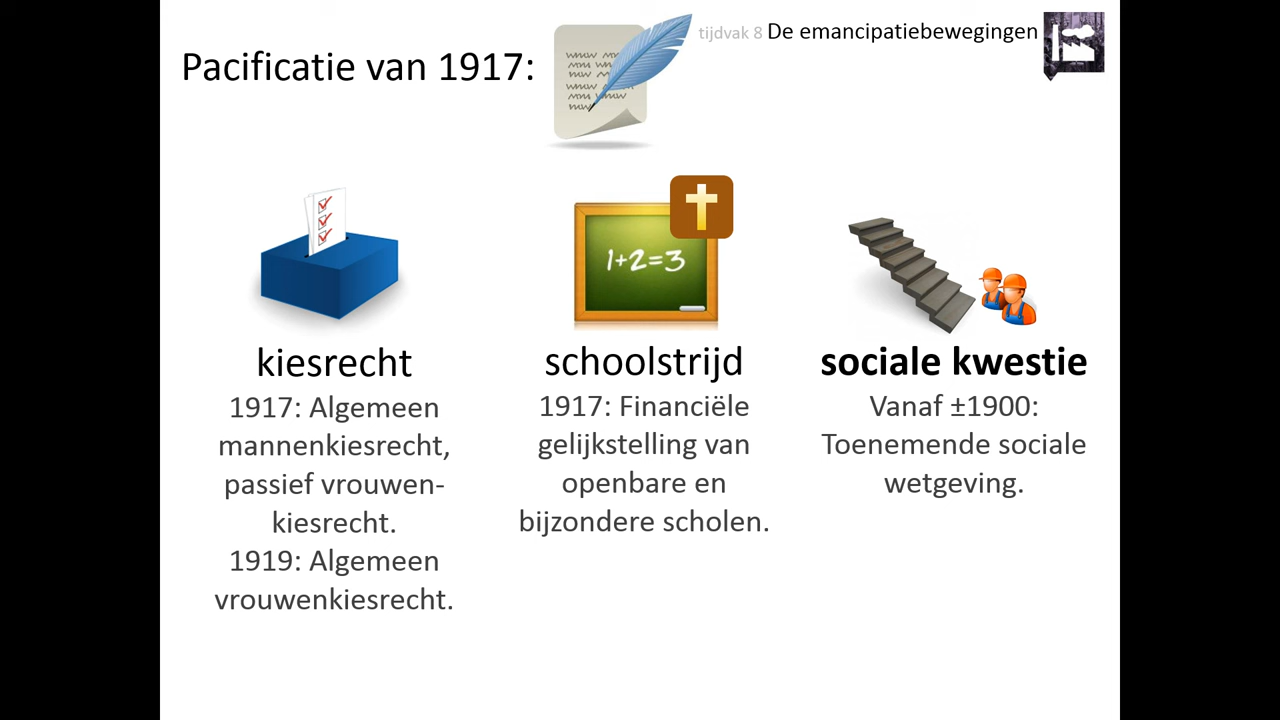 tijdvak 8 De emancipatiebewegingen
Pacificatie van 1917:
1+2=3
kiesrecht
1917: Algemeen
mannenkiesrecht,
passief vrouwen-
kiesrecht.
1919: Algemeen
vrouwenkiesrecht.
schoolstrijd
1917: Financiële
gelijkstelling van
openbare en
bijzondere scholen.
sociale kwestie
Vanaf ±1900:
Toenemende sociale
wetgeving.